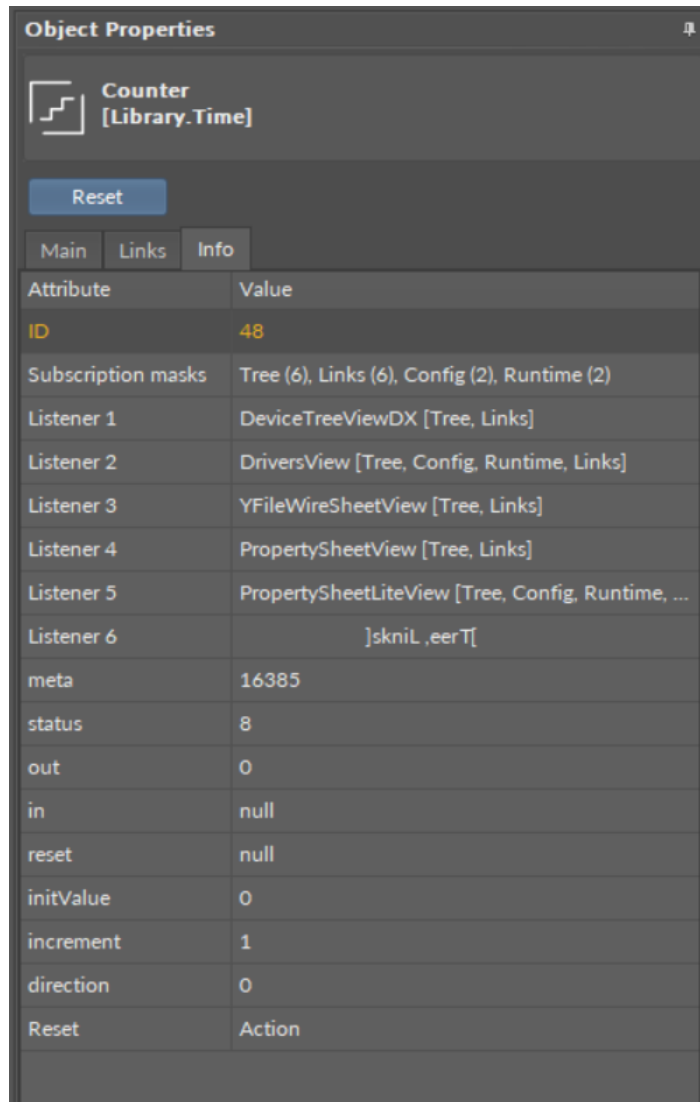 Object Properties
Counter
[Library.Time]
Reset
Main Links Info
Attribute Value
ID 48
Subscription masks Tree (6), Links (6), Config (2), Runtime (2)
Listener 1 DeviceTreeViewDX [Tree, Links]
Listener 2 DriversView [Tree, Config, Runtime, Links]
Listener 3 YFileWireSheetView [Tree, Links]
Listener 4 PropertySheetView [Tree, Links]
Listener 5 PropertySheetLiteView [Tree, Config, Runtime, ...
Listener 6 ]skniL ,eerT[
meta 16385
status 8
out 0
in null
reset null
initValue 0
increment 1
direction 0
Reset Action